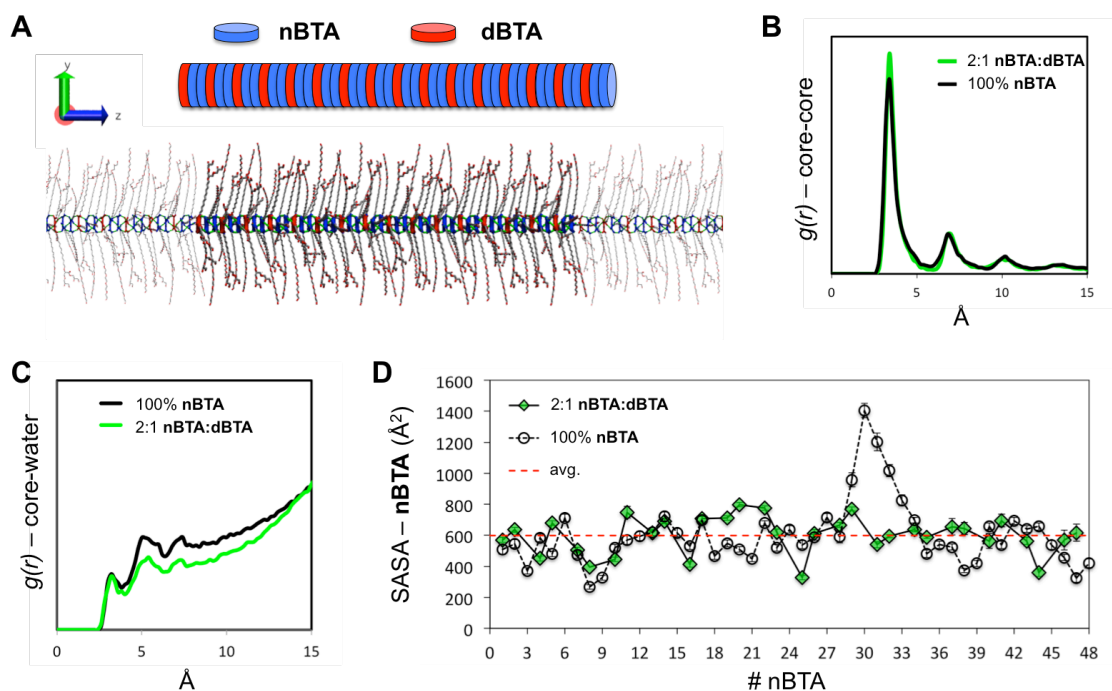 A
nBTA
dBTA
y
z
B
g(r) – core-core
2:1 nBTA:dBTA
100% nBTA
0
5
10
15
Å
C
g(r) – core-water
100% nBTA
2:1 nBTA:dBTA
0
5
10
15
Å
D
SASA – nBTA (Å²)
1600
1400
1200
1000
800
600
400
200
0
2:1 nBTA:dBTA
100% nBTA
avg.
0 3 6 9 12 15 18 21 24 27 30 33 36 39 42 45 48
# nBTA